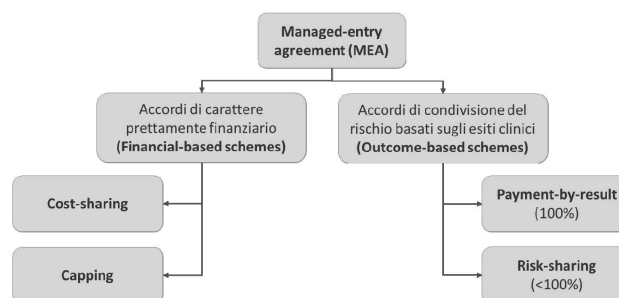 Managed-entry
agreement (MEA)
Accordi di carattere
prettamente finanziario
(Financial-based schemes)
Accordi di condivisione del
rischio basati sugli esiti clinici
(Outcome-based schemes)
Cost-sharing
Payment-by-result
(100%)
Capping
Risk-sharing
(<100%)